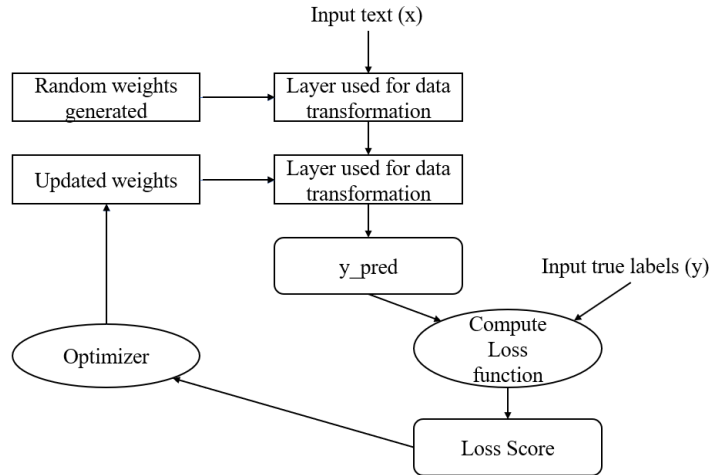 Input text (x)
Random weights
generated
Layer used for data
transformation
Updated weights
Layer used for data
transformation
y_pred
Input true labels (y)
Compute
Loss
function
Optimizer
Loss Score